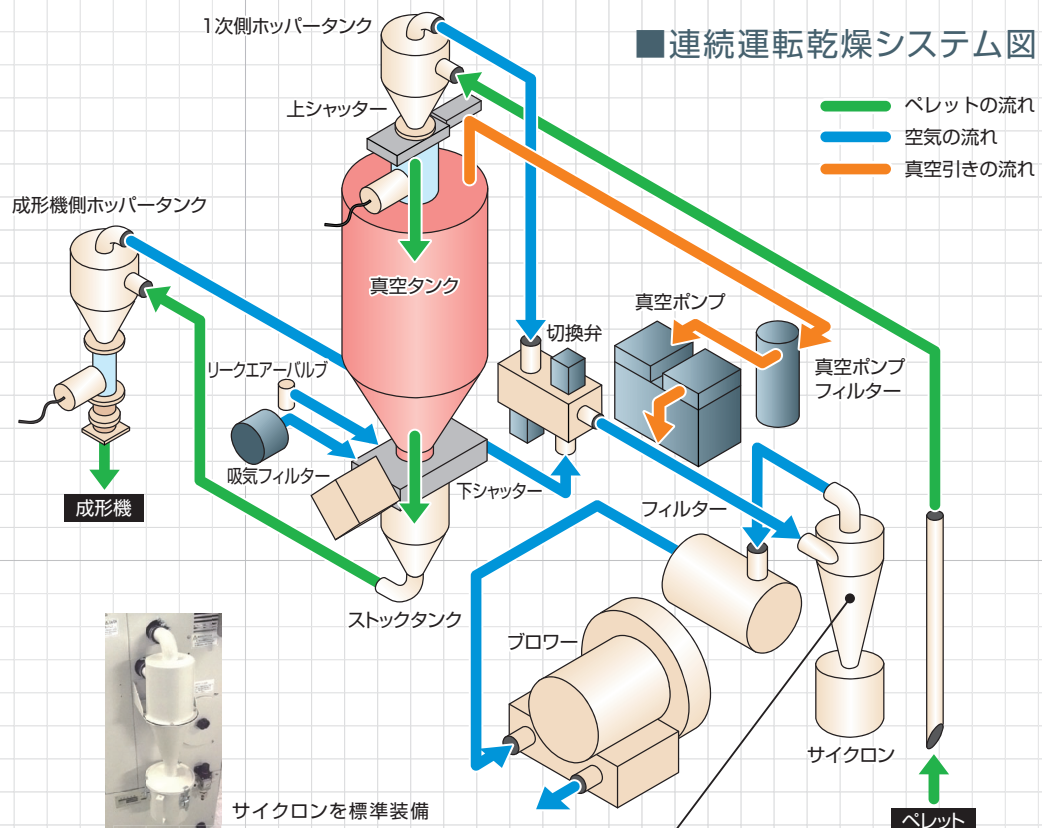 ■連続運転乾燥システム図
ペレットの流れ
空気の流れ
真空引きの流れ
1次側ホッパータンク
上シャッター
成形機側ホッパータンク
真空タンク
真空ポンプ
切換弁
リークエアーバルブ
真空ポンプ
フィルター
吸気フィルター
下シャッター
成形機
フィルター
ストックタンク
ブロワー
サイクロン
サイクロンを標準装備
ペレット